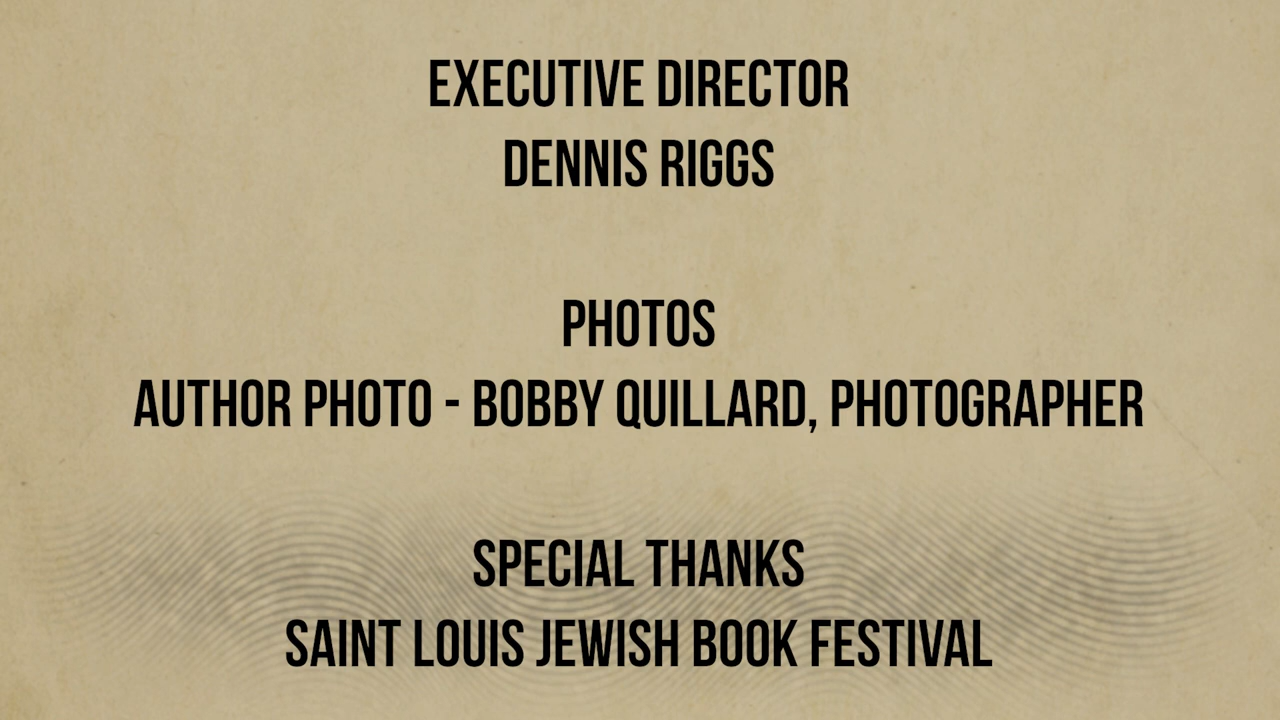 EXECUTIVE DIRECTOR
DENNIS RIGGS
PHOTOS
AUTHOR PHOTO - BOBBY QUILLARD, PHOTOGRAPHER
SPECIAL THANKS
SAINT LOUIS JEWISH BOOK FESTIVAL